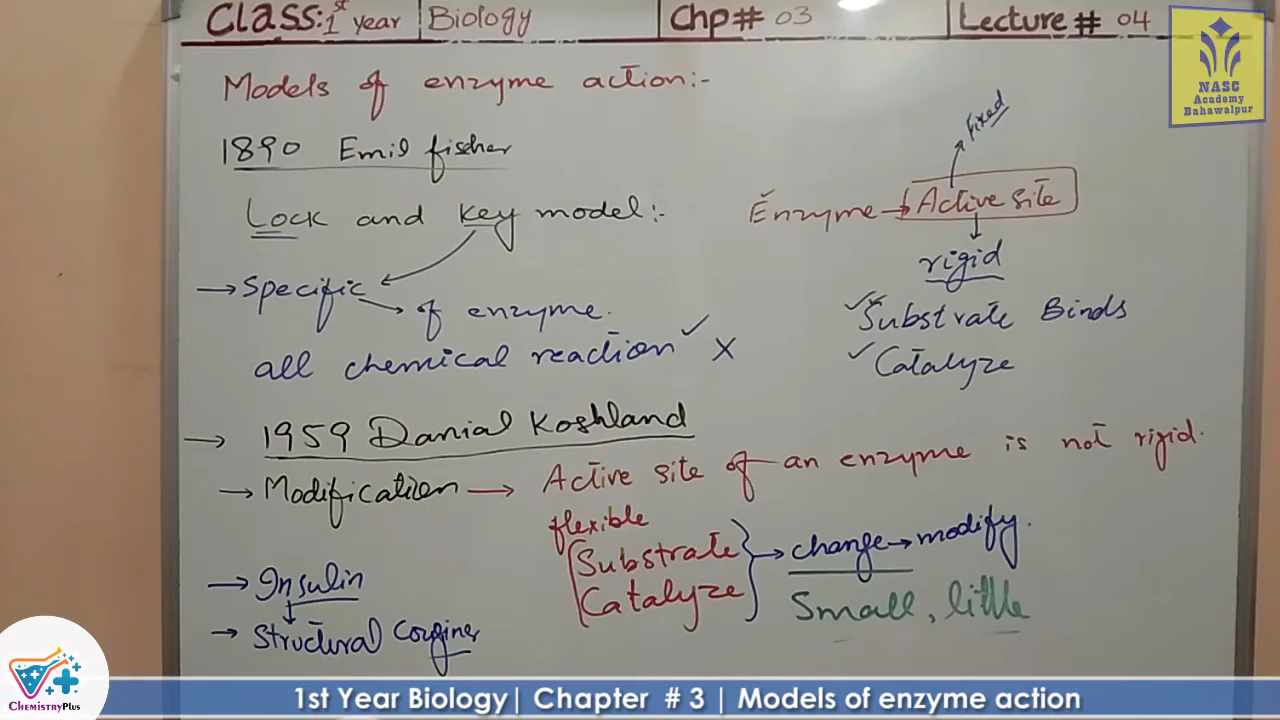 Class: 1st year | Biology | Chp # 03 | Lecture # 04
NASC
Academy
Bahawalpur
Models of enzyme action:-
1890 Emil fischer
Lock and key model:-
→ Specific
→ of enzyme.
all chemical reaction ✓ ×
Fixed
Enzyme → Active site
rigid
✓ Substrate Binds
✓ Catalyze
→ 1959 Danial Koshland
→ Modification → Active site of an enzyme is not rigid.
flexible
Substrate
Catalyze
→ change → modify.
Small, little
→ Insulin
→ Structural
ChemistryPlus
1st Year Biology| Chapter # 3 | Models of enzyme action